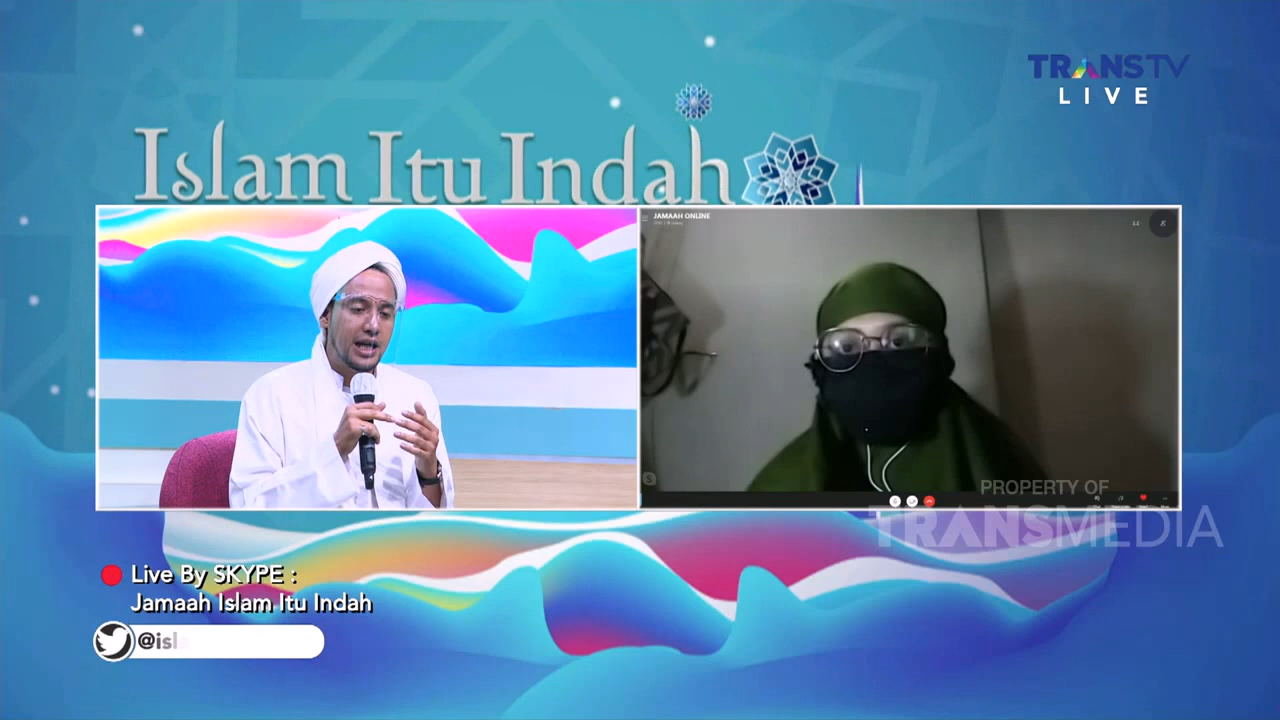 TRANSTV
LIVE
Islam Itu Indah
JAMAAH ONLINE
PROPERTY OF
TRANSMEDIA
Live By SKYPE :
Jamaah Islam Itu Indah
@isl